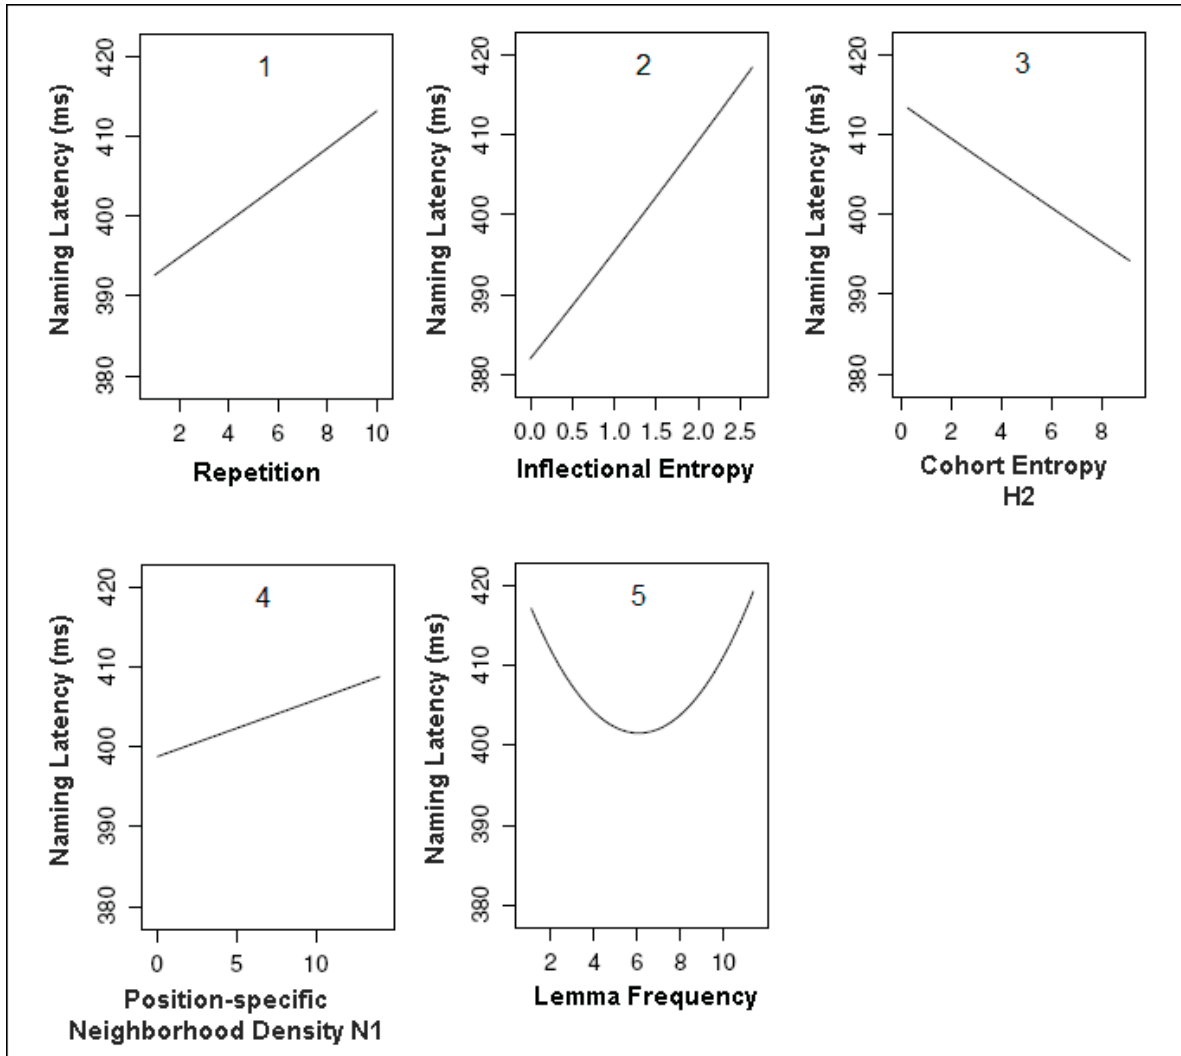 1
Naming Latency (ms)
420
410
400
390
380
2 4 6 8 10
Repetition
2
Naming Latency (ms)
420
410
400
390
380
0.0 0.5 1.0 1.5 2.0 2.5
Inflectional Entropy
3
Naming Latency (ms)
420
410
400
390
380
0 2 4 6 8
Cohort Entropy
H2
4
Naming Latency (ms)
420
410
400
390
380
0 5 10
Position-specific
Neighborhood Density N1
5
Naming Latency (ms)
420
410
400
390
380
2 4 6 8 10
Lemma Frequency